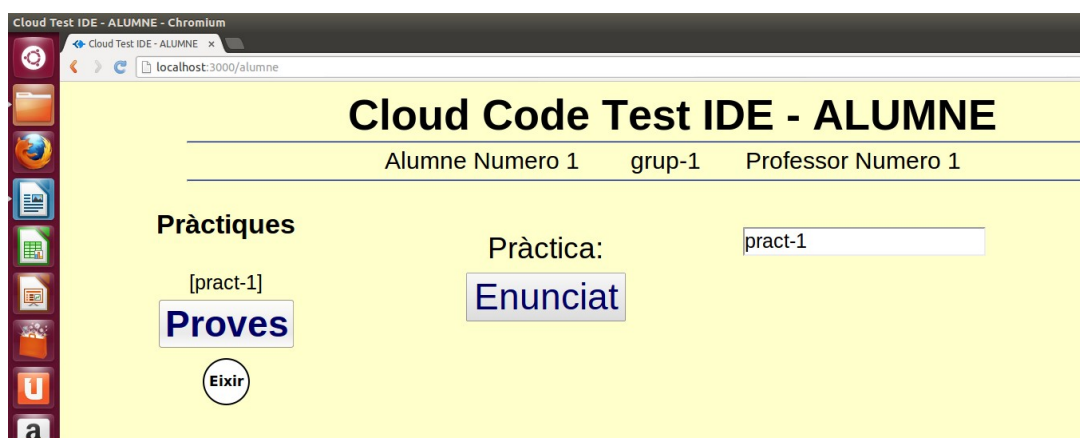 Cloud Test IDE - ALUMNE - Chromium
Cloud Test IDE - ALUMNE ×
localhost:3000/alumne
Cloud Code Test IDE - ALUMNE
Alumne Numero 1 grup-1 Professor Numero 1
Pràctiques
Pràctica:
pract-1
[pract-1]
Enunciat
Proves
Eixir